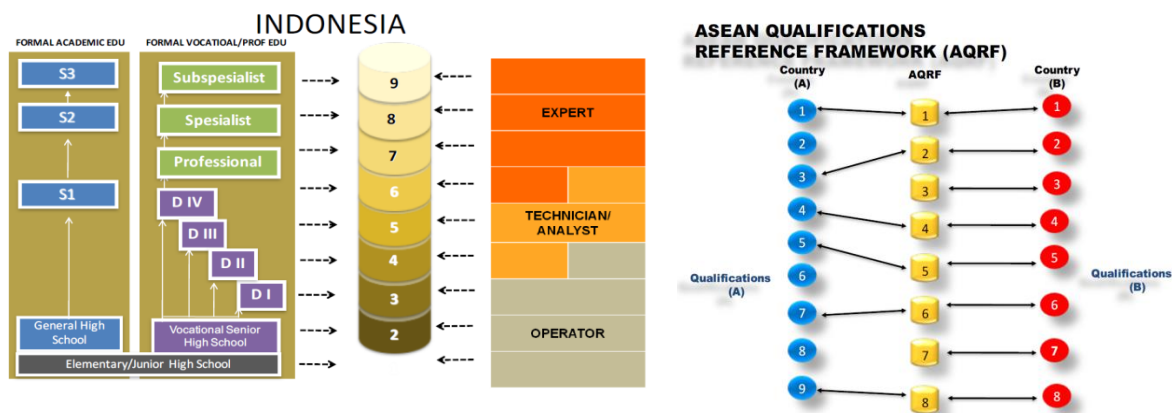 INDONESIA
FORMAL ACADEMIC EDU
FORMAL VOCATIOAL/PROF EDU
S3
S2
S1
General High
School
Subspesialist
Spesialist
Professional
D IV
D III
D II
D I
Vocational Senior
High School
Elementary/Junior High School
9
8
7
6
5
4
3
2
EXPERT
TECHNICIAN/
ANALYST
OPERATOR
ASEAN QUALIFICATIONS
REFERENCE FRAMEWORK (AQRF)
Country
(A)
AQRF
Country
(B)
1
2
3
4
5
6
7
8
9
1
2
3
4
5
6
7
8
1
2
3
4
5
6
7
8
Qualifications
(A)
Qualifications
(B)